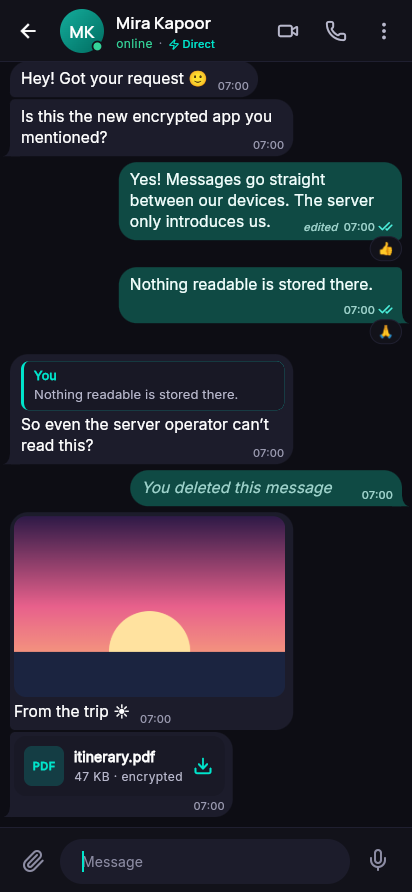 MK
Mira Kapoor
online · Direct
Hey! Got your request 🙂 07:00
Is this the new encrypted app you
mentioned?
07:00
Yes! Messages go straight
between our devices. The server
only introduces us. edited 07:00
👍
Nothing readable is stored there.
07:00
🙏
You
Nothing readable is stored there.
So even the server operator can’t
read this?
07:00
You deleted this message 07:00
From the trip ☀ 07:00
PDF
itinerary.pdf
47 KB · encrypted
07:00
Message